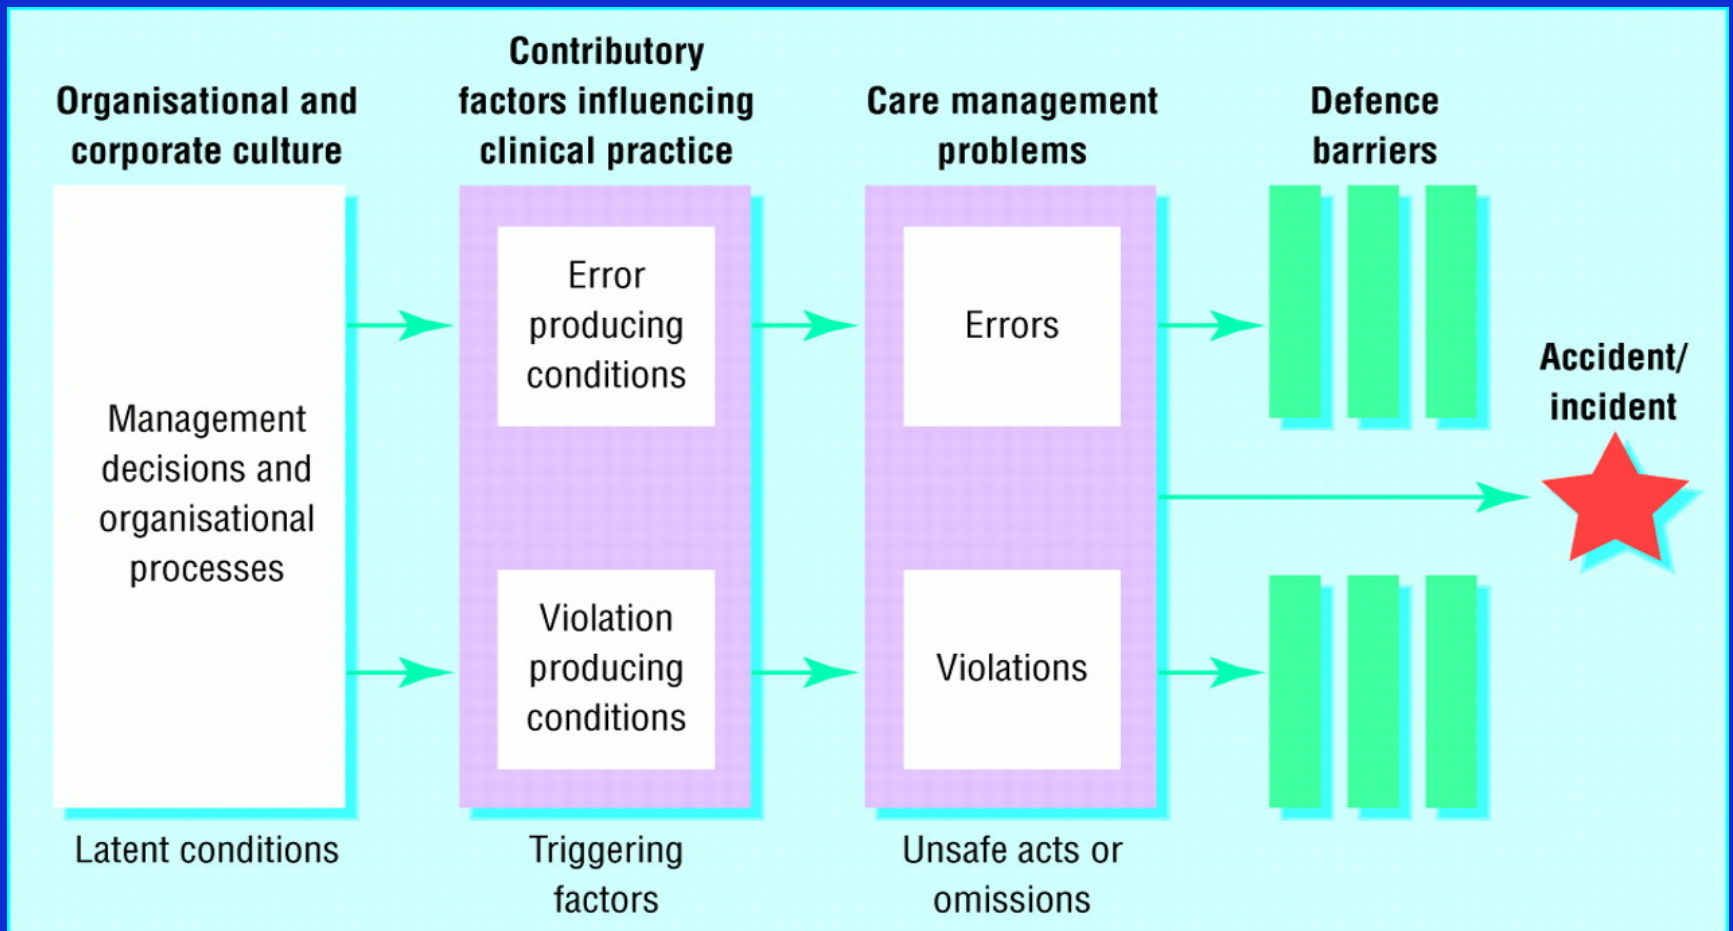 Organisational and
corporate culture
Contributory
factors influencing
clinical practice
Care management
problems
Defence
barriers
Management
decisions and
organisational
processes
Error
producing
conditions
Errors
Violation
producing
conditions
Violations
Accident/
incident
Latent conditions
Triggering
factors
Unsafe acts or
omissions